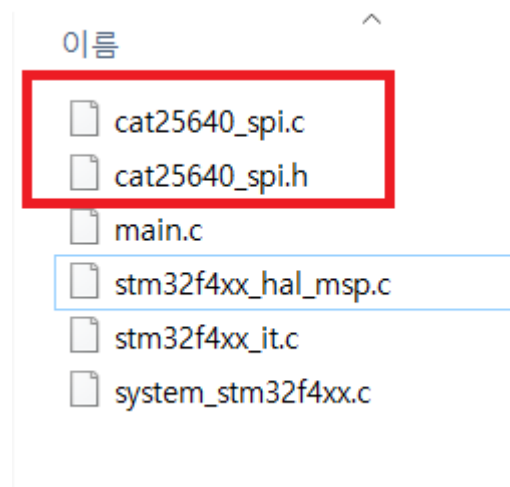 이름
cat25640_spi.c
cat25640_spi.h
main.c
stm32f4xx_hal_msp.c
stm32f4xx_it.c
system_stm32f4xx.c